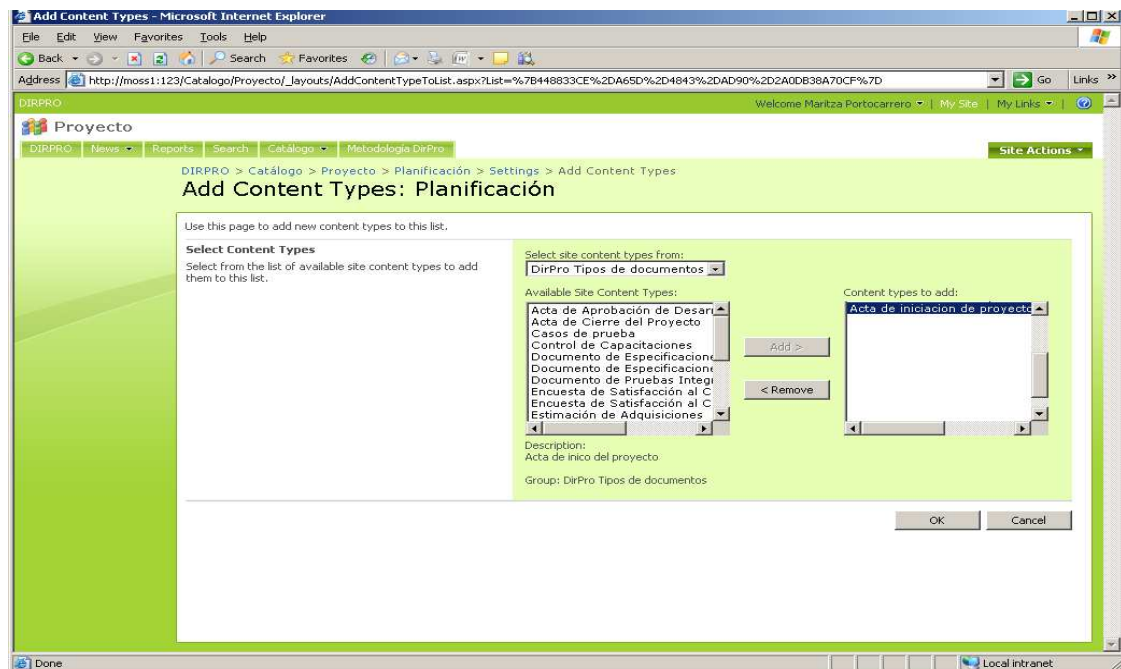 Add Content Types - Microsoft Internet Explorer
File Edit View Favorites Tools Help
Back Search Favorites
Address http://moss1:123/Catalogo/Proyecto/_layouts/AddContentTypeToList.aspx?List=%7B448833CE%2DA65D%2D4843%2DAD90%2D2A0DB38A70CF%7D Go Links »
DIRPRO Welcome Maritza Portocarrero | My Site | My Links |
Proyecto
DIRPRO News Reports Search Catálogo Metodología DirPro Site Actions
DIRPRO > Catálogo > Proyecto > Planificación > Settings > Add Content Types
Add Content Types: Planificación
Use this page to add new content types to this list.
Select Content Types
Select from the list of available site content types to add
them to this list.
Select site content types from:
DirPro Tipos de documentos
Available Site Content Types:
Acta de Aprobación de Desarr
Acta de Cierre del Proyecto
Casos de prueba
Control de Capacitaciones
Documento de Especificacione
Documento de Especificacione
Documento de Pruebas Integr
Encuesta de Satisfacción al C
Encuesta de Satisfacción al C
Estimación de Adquisiciones
Add >
< Remove
Content types to add:
Acta de iniciacion de proyecto
Description:
Acta de inico del proyecto
Group: DirPro Tipos de documentos
OK Cancel
Done Local intranet